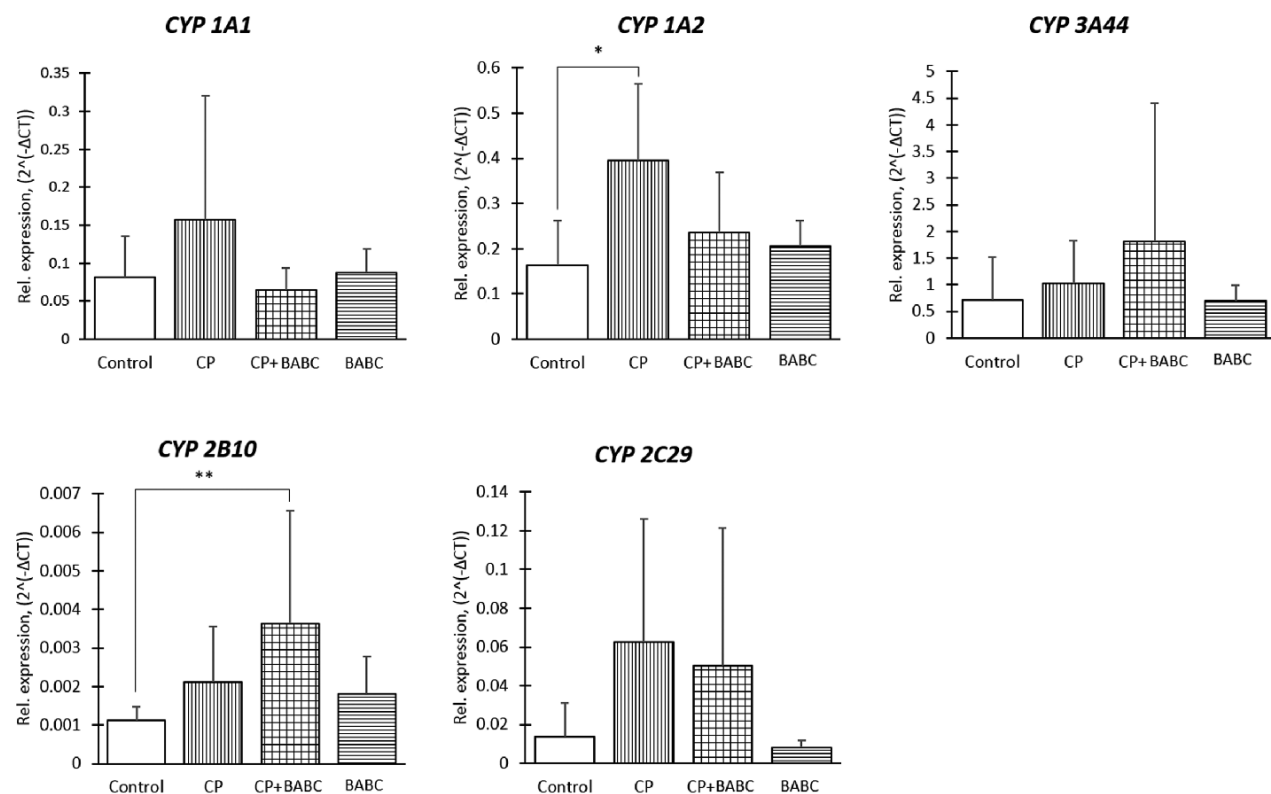 CYP 1A1
Rel. expression, (2^(-ΔCT))
0.35
0.3
0.25
0.2
0.15
0.1
0.05
0
Control CP CP+BABC BABC
CYP 1A2
*
Rel. expression, (2^(-ΔCT))
0.6
0.5
0.4
0.3
0.2
0.1
0
Control CP CP+BABC BABC
CYP 3A44
Rel. expression, (2^(-ΔCT))
5
4.5
4
3.5
3
2.5
2
1.5
1
0.5
0
Control CP CP+BABC BABC
CYP 2B10
**
Rel. expression, (2^(-ΔCT))
0.007
0.006
0.005
0.004
0.003
0.002
0.001
0
Control CP CP+BABC BABC
CYP 2C29
Rel. expression, (2^(-ΔCT))
0.14
0.12
0.1
0.08
0.06
0.04
0.02
0
Control CP CP+BABC BABC